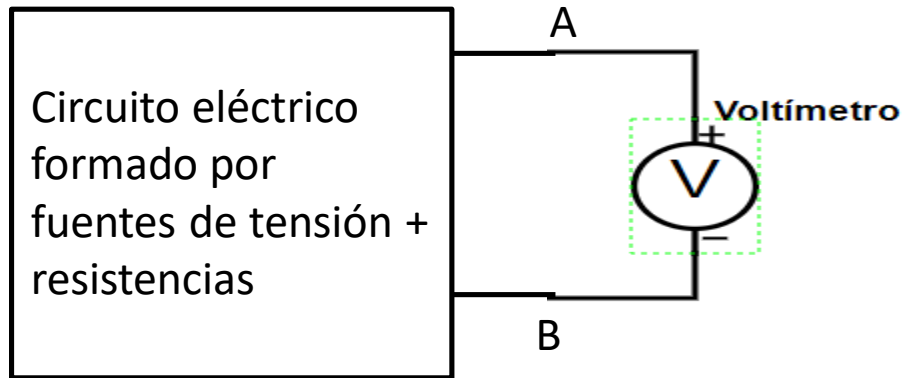 A
Voltímetro
+
Circuito eléctrico
formado por
fuentes de tensión +
resistencias
V
−
B